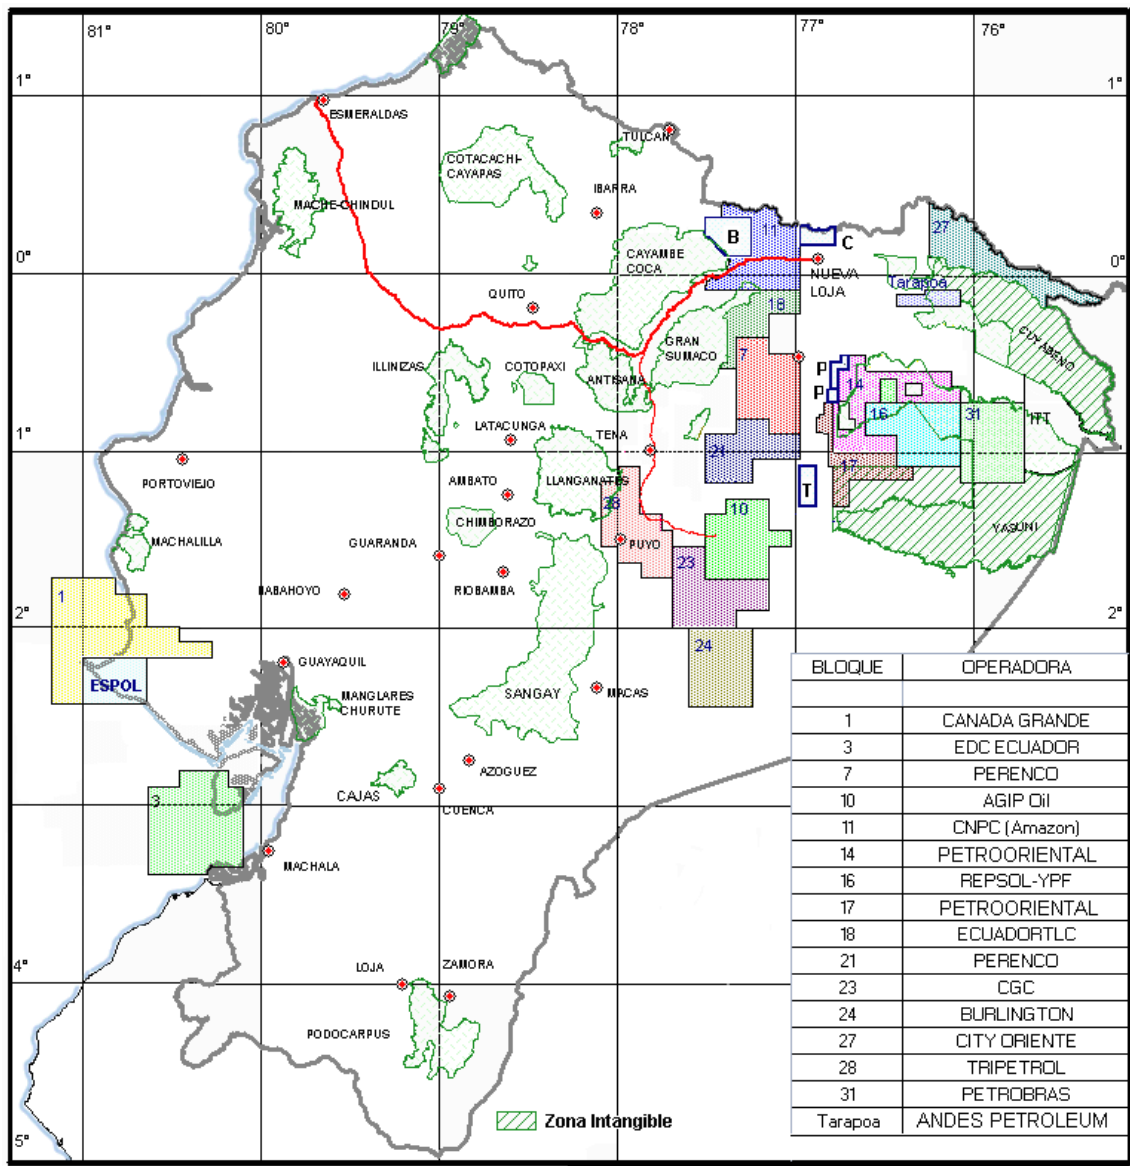 81°
80°
79°
78°
77°
76°
1°
1°
ESMERALDAS
TULCAN
COTACACHI-
CAYAPAS
IBARRA
MACHE-CHINDUL
11
B
C
27
CAYAMBE
COCA
0°
0°
NUEVA
LOJA
Tarapoa
QUITO
18
CUYABENO
GRAN
SUMACO
7
ILLINIZAS
COTOPAXI
ANTISANA
P
P
14
16
31
ITT
LATACUNGA
TENA
1°
1°
21
17
PORTOVIEJO
AMBATO
LLANGANATES
T
28
10
CHIMBORAZO
YASUNI
MACHALILLA
GUARANDA
PUYO
23
1
BABAHOYO
RIOBAMBA
2°
2°
24
GUAYAQUIL
ESPOL
MANGLARES
CHURUTE
SANGAY
MACAS
AZOGUEZ
CAJAS
CUENCA
3
MACHALA
4°
LOJA
ZAMORA
PODOCARPUS
Zona Intangible
5°
BLOQUE OPERADORA
1 CANADA GRANDE
3 EDC ECUADOR
7 PERENCO
10 AGIP Oil
11 CNPC (Amazon)
14 PETROORIENTAL
16 REPSOL-YPF
17 PETROORIENTAL
18 ECUADORTLC
21 PERENCO
23 CGC
24 BURLINGTON
27 CITY ORIENTE
28 TRIPETROL
31 PETROBRAS
Tarapoa ANDES PETROLEUM